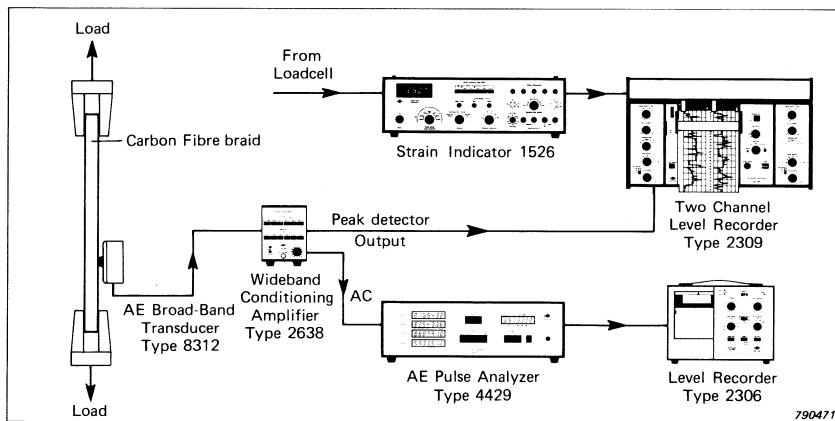 Load
Carbon Fibre braid
AE Broad-Band
Transducer
Type 8312
Load
From
Loadcell
Strain Indicator 1526
Two Channel
Level Recorder
Type 2309
Peak detector
Output
Wideband
Conditioning
Amplifier
Type 2638
AC
AE Pulse Analyzer
Type 4429
Level Recorder
Type 2306
790471